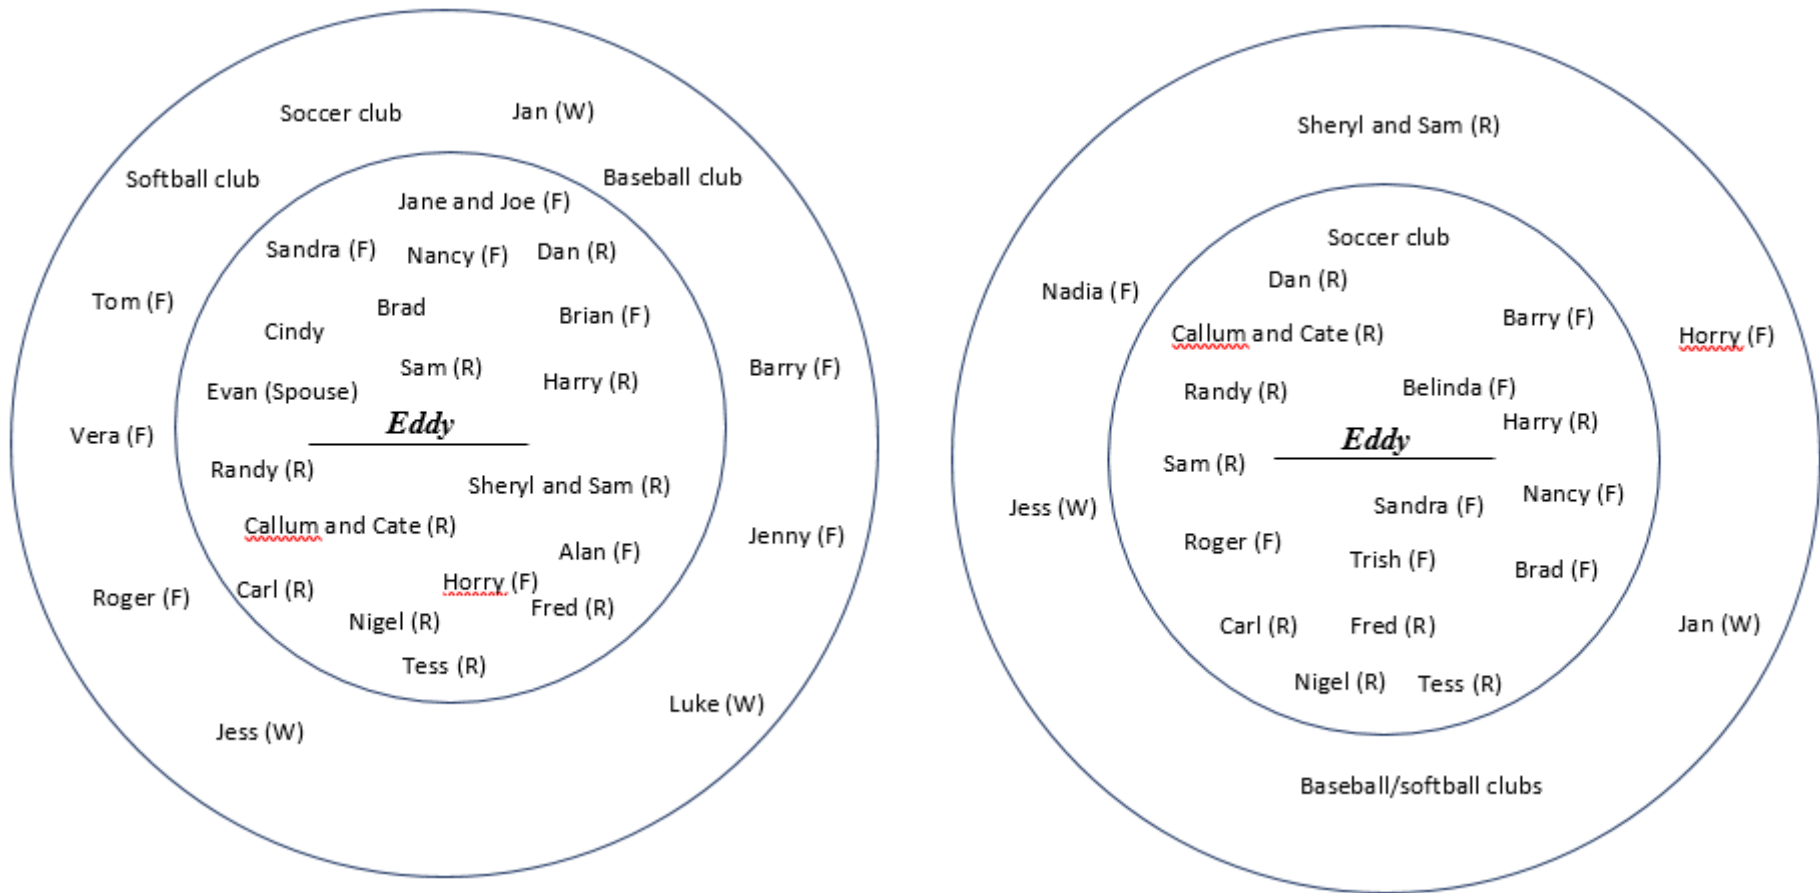 Soccer club
Jan (W)
Softball club
Baseball club
Jane and Joe (F)
Sandra (F)
Nancy (F)
Dan (R)
Tom (F)
Brad
Brian (F)
Cindy
Sam (R)
Barry (F)
Evan (Spouse)
Harry (R)
Eddy
Vera (F)
Randy (R)
Sheryl and Sam (R)
Callum and Cate (R)
Jenny (F)
Alan (F)
Carl (R)
Horry (F)
Roger (F)
Fred (R)
Nigel (R)
Tess (R)
Luke (W)
Jess (W)
Sheryl and Sam (R)
Soccer club
Dan (R)
Nadia (F)
Barry (F)
Callum and Cate (R)
Horry (F)
Randy (R)
Belinda (F)
Harry (R)
Eddy
Sam (R)
Nancy (F)
Jess (W)
Sandra (F)
Roger (F)
Trish (F)
Brad (F)
Carl (R)
Fred (R)
Jan (W)
Nigel (R)
Tess (R)
Baseball/softball clubs